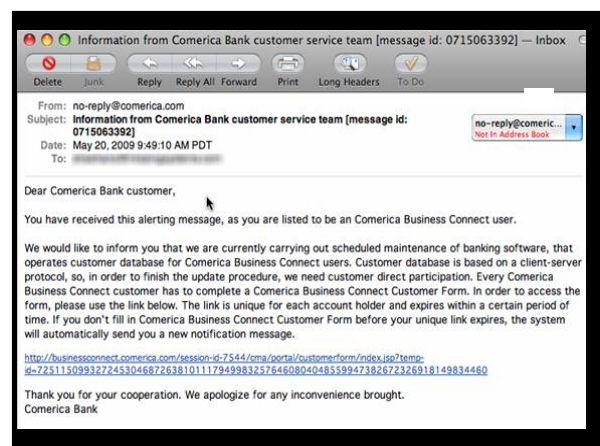 Information from Comerica Bank customer service team [message id: 0715063392] — Inbox
Delete Junk Reply Reply All Forward Print Long Headers To Do
From: no-reply@comerica.com
Subject: Information from Comerica Bank customer service team [message id:
0715063392]
no-reply@comeric...
Not In Address Book
Date: May 20, 2009 9:49:10 AM PDT
To:
Dear Comerica Bank customer,
You have received this alerting message, as you are listed to be an Comerica Business Connect user.
We would like to inform you that we are currently carrying out scheduled maintenance of banking software, that
operates customer database for Comerica Business Connect users. Customer database is based on a client-server
protocol, so, in order to finish the update procedure, we need customer direct participation. Every Comerica
Business Connect customer has to complete a Comerica Business Connect Customer Form. In order to access the
form, please use the link below. The link is unique for each account holder and expires within a certain period of
time. If you don't fill in Comerica Business Connect Customer Form before your unique link expires, the system
will automatically send you a new notification message.
http://businessconnect.comerica.com/session-id-7544/cma/portal/customerform/index.jsp?temp-
id=72511509932724530468726381011179499832576460804048559947382672326918149834460
Thank you for your cooperation. We apologize for any inconvenience brought.
Comerica Bank